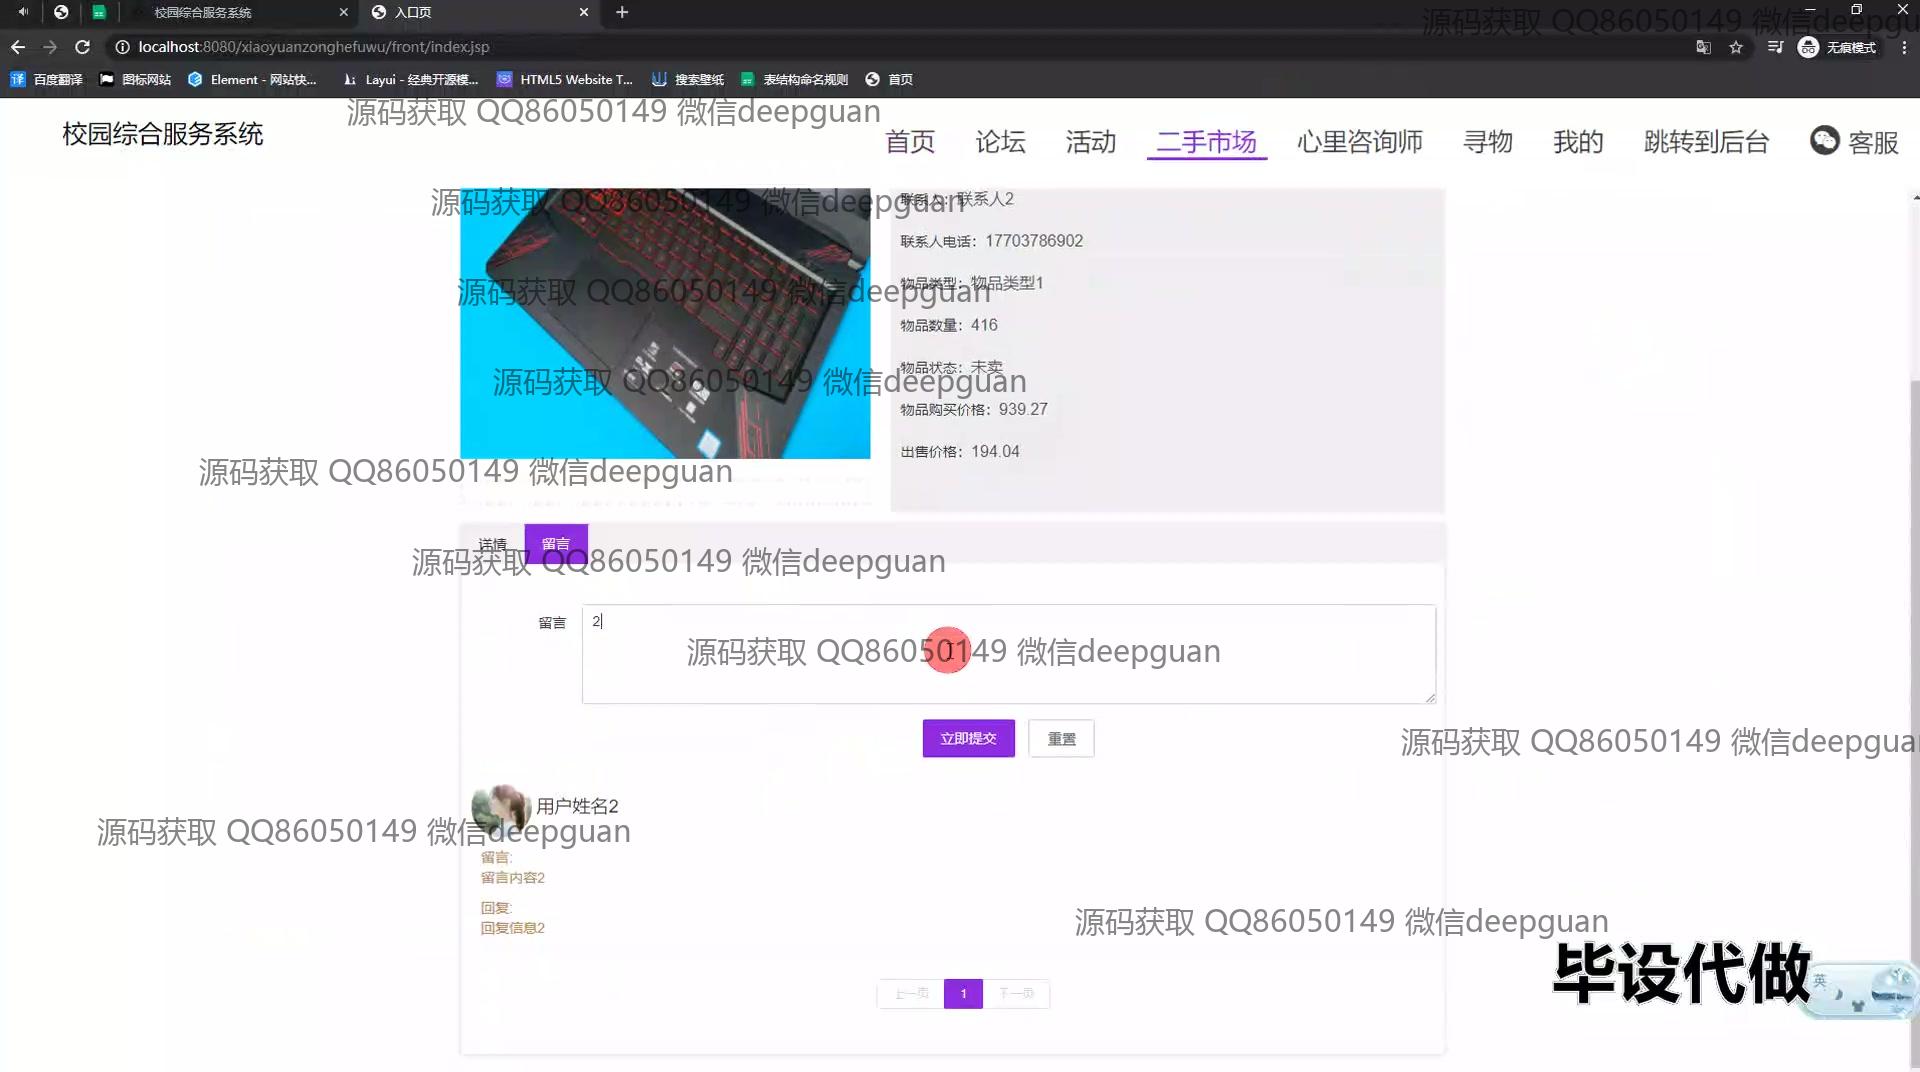 校园综合服务系统
入口页
localhost:8080/xiaoyuanzonghefuwu/front/index.jsp
无痕模式
百度翻译
图标网站
Element - 网站快...
Layui - 经典开源模...
HTML5 Website T...
搜索壁纸
表结构命名规则
首页
源码获取 QQ86050149 微信deepgu
源码获取 QQ86050149 微信deepguan
校园综合服务系统
首页
论坛
活动
二手市场
心里咨询师
寻物
我的
跳转到后台
客服
源码获取 QQ86050149 微信deepguan
联系人：联系人2
联系人电话：17703786902
源码获取 QQ86050149 微信deepguan
物品类型：物品类型1
物品数量：416
源码获取 QQ86050149 微信deepguan
物品状态：未卖
物品购买价格：939.27
出售价格：194.04
源码获取 QQ86050149 微信deepguan
详情
留言
源码获取 QQ86050149 微信deepguan
留言
2
源码获取 QQ86050149 微信deepguan
立即提交
重置
源码获取 QQ86050149 微信deepguan
用户姓名2
源码获取 QQ86050149 微信deepguan
留言:
留言内容2
回复:
回复信息2
源码获取 QQ86050149 微信deepguan
毕设代做
英
上一页
1
下一页